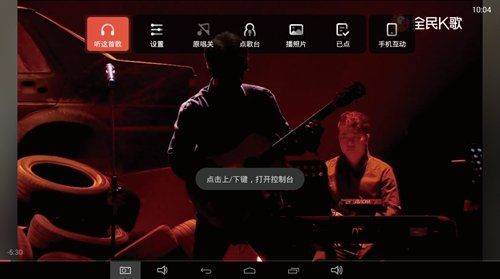 10:04
全民K歌
听这首歌
设置
原唱关
点歌台
播照片
已点
手机互动
点击上/下键，打开控制台
-5:30